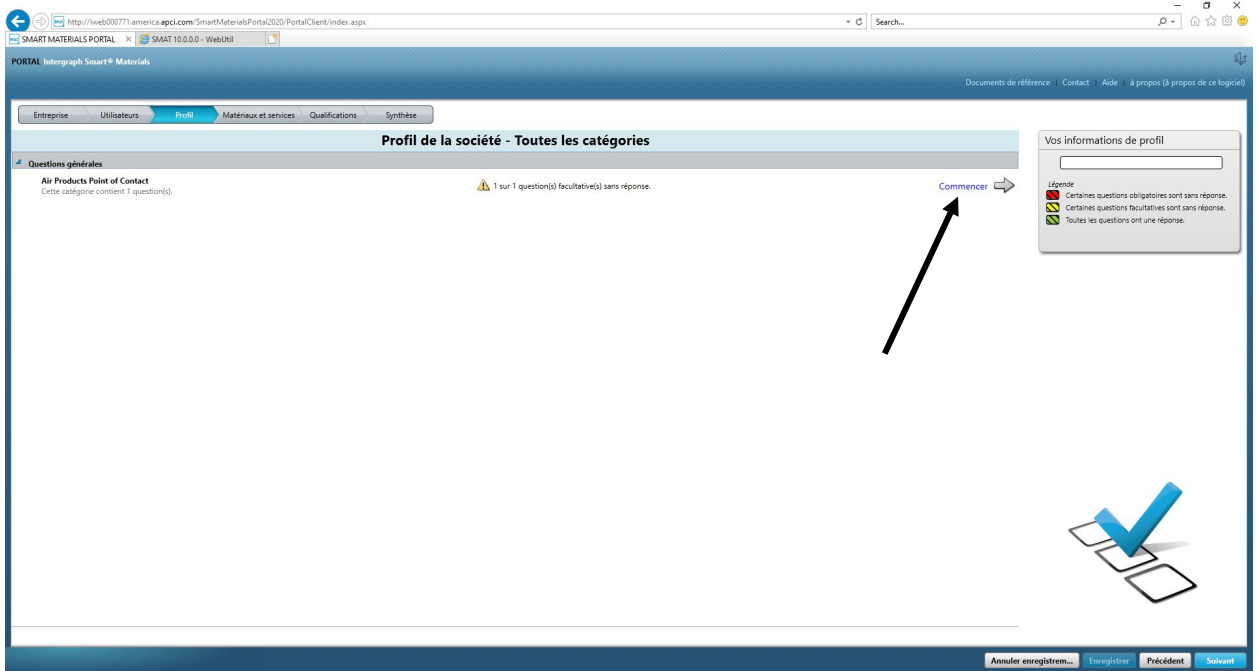 http://iweb000771.america.apci.com/SmartMaterialsPortal2020/PortalClient/index.aspx
Search...
SMART MATERIALS PORTAL
SMAT 10.0.0.0 - WebUtil
PORTAL Intergraph Smart® Materials
Documents de référence | Contact | Aide | à propos (à propos de ce logiciel)
Entreprise
Utilisateurs
Profil
Matériaux et services
Qualifications
Synthèse
Profil de la société - Toutes les catégories
Questions générales
Air Products Point of Contact
Cette catégorie contient 1 question(s).
1 sur 1 question(s) facultative(s) sans réponse.
Commencer
Vos informations de profil
Légende
Certaines questions obligatoires sont sans réponse.
Certaines questions facultatives sont sans réponse.
Toutes les questions ont une réponse.
Annuler enregistrem...
Enregistrer
Précédent
Suivant